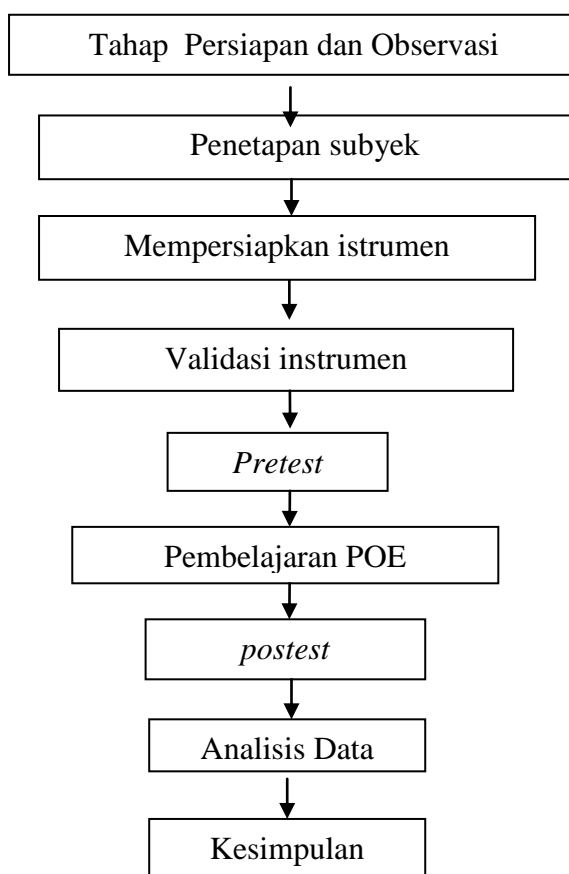 Tahap Persiapan dan Observasi
Penetapan subyek
Mempersiapkan istrumen
Validasi instrumen
Pretest
Pembelajaran POE
postest
Analisis Data
Kesimpulan